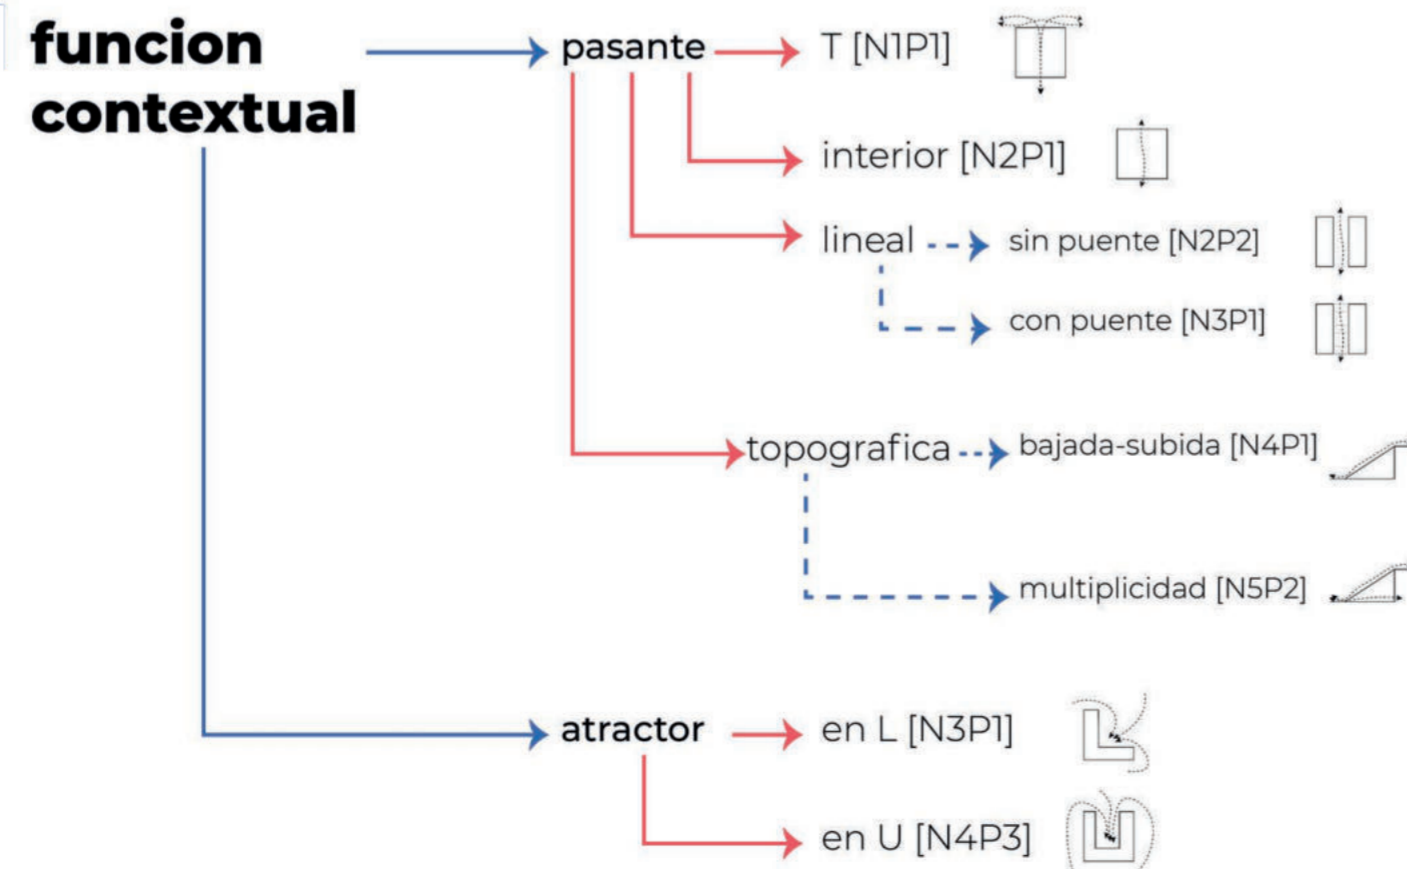 funcion
contextual
pasante
T [N1P1]
interior [N2P1]
lineal
sin puente [N2P2]
con puente [N3P1]
topografica
bajada-subida [N4P1]
multiplicidad [N5P2]
atractor
en L [N3P1]
en U [N4P3]